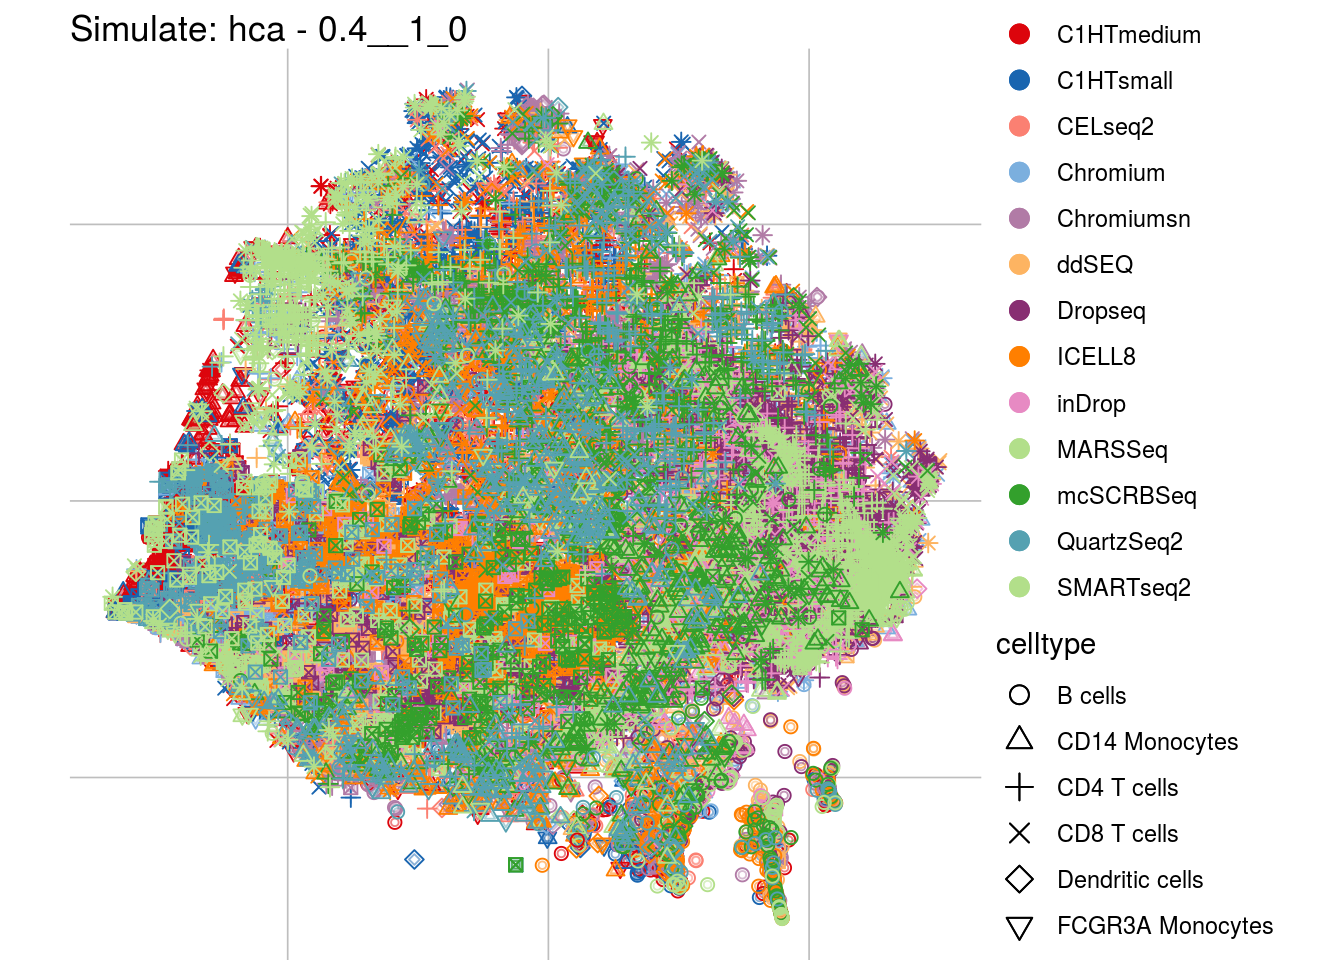 Simulate: hca - 0.4__1_0
C1HTmedium
C1HTsmall
CELseq2
Chromium
Chromiumsn
ddSEQ
Dropseq
ICELL8
inDrop
MARSSeq
mcSCRBSeq
QuartzSeq2
SMARTseq2
celltype
B cells
CD14 Monocytes
CD4 T cells
CD8 T cells
Dendritic cells
FCGR3A Monocytes